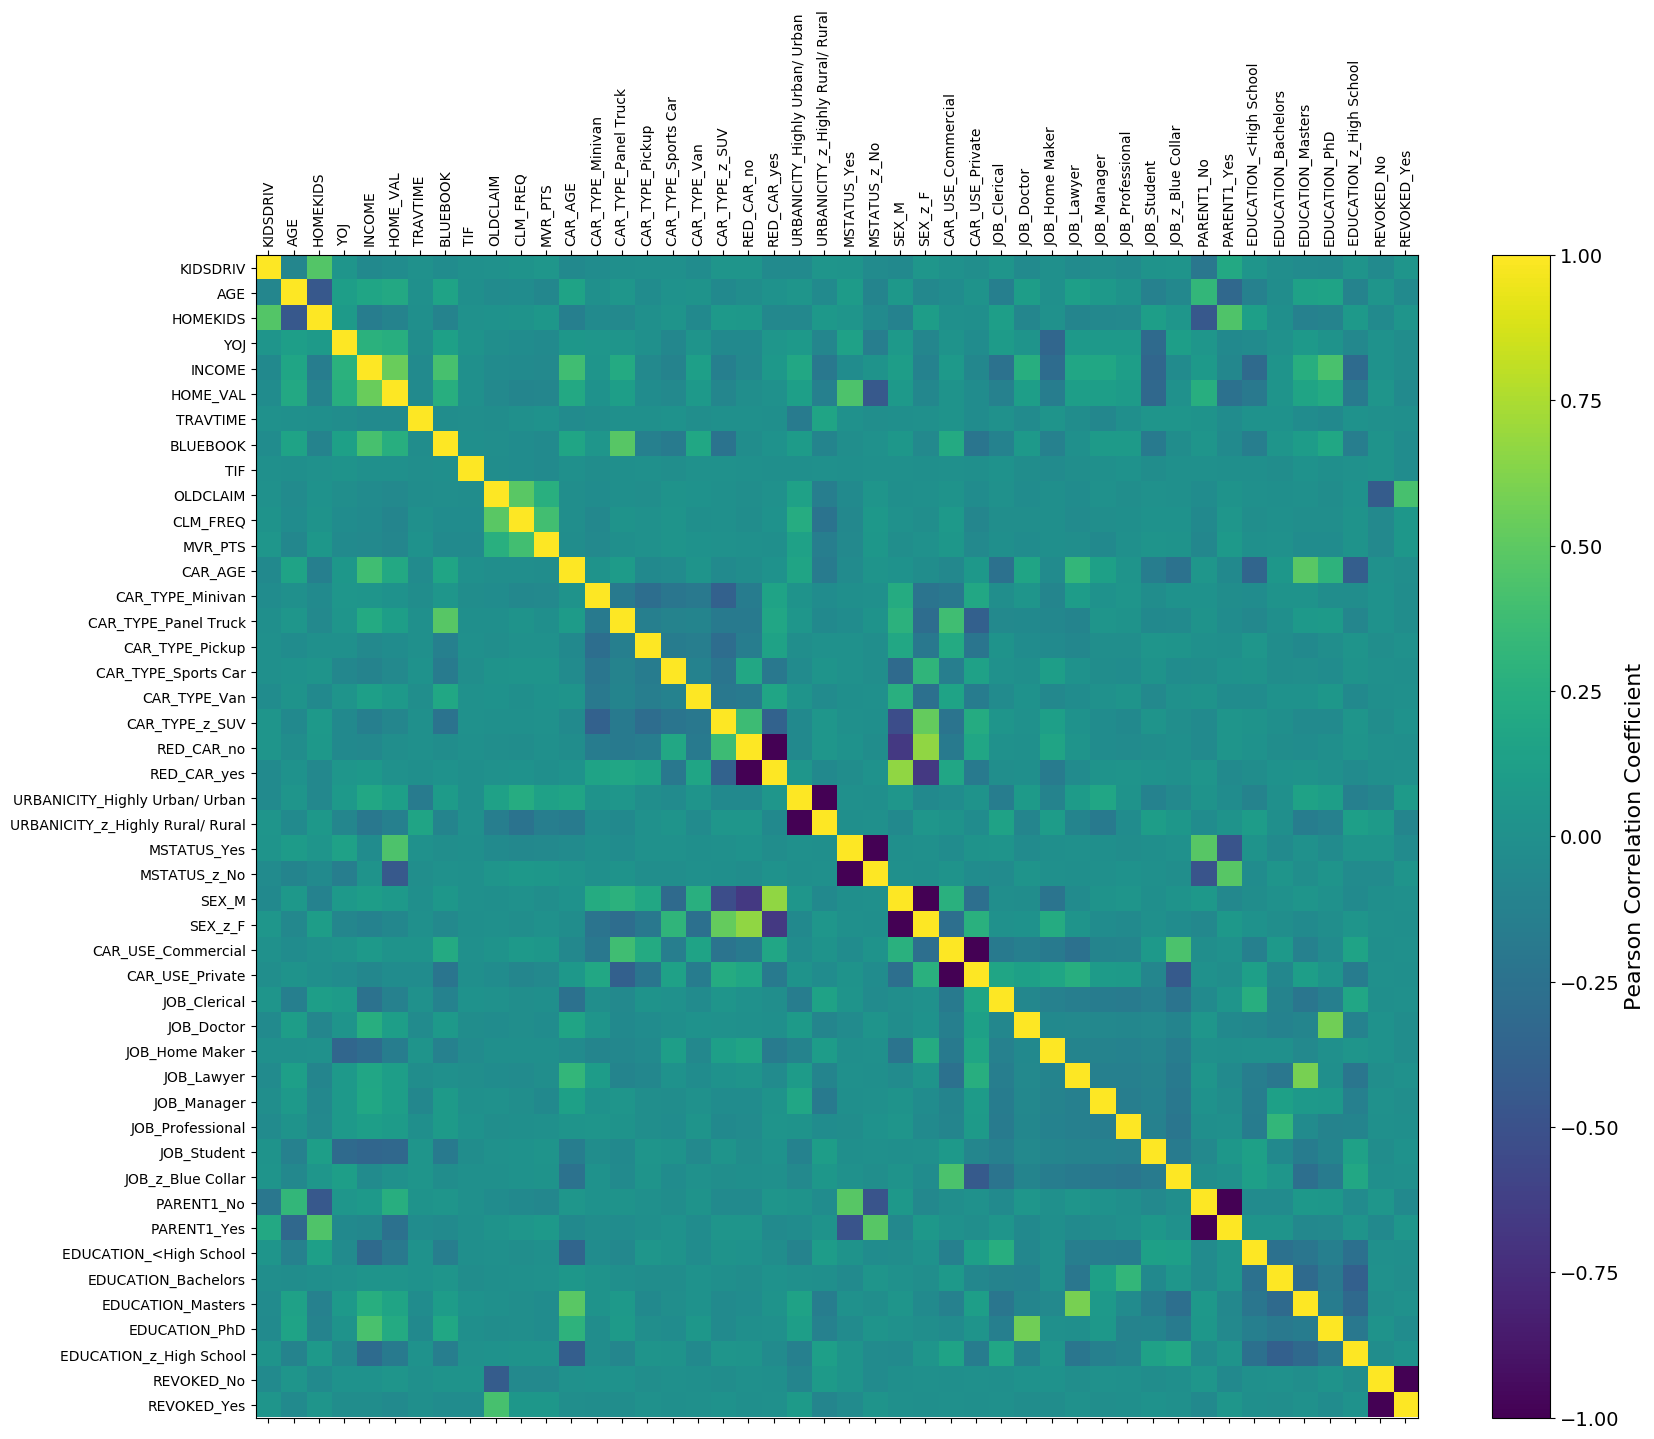 KIDSDRIV
AGE
HOMEKIDS
YOJ
INCOME
HOME_VAL
TRAVTIME
BLUEBOOK
TIF
OLDCLAIM
CLM_FREQ
MVR_PTS
CAR_AGE
CAR_TYPE_Minivan
CAR_TYPE_Panel Truck
CAR_TYPE_Pickup
CAR_TYPE_Sports Car
CAR_TYPE_Van
CAR_TYPE_z_SUV
RED_CAR_no
RED_CAR_yes
URBANICITY_Highly Urban/ Urban
URBANICITY_z_Highly Rural/ Rural
MSTATUS_Yes
MSTATUS_z_No
SEX_M
SEX_z_F
CAR_USE_Commercial
CAR_USE_Private
JOB_Clerical
JOB_Doctor
JOB_Home Maker
JOB_Lawyer
JOB_Manager
JOB_Professional
JOB_Student
JOB_z_Blue Collar
PARENT1_No
PARENT1_Yes
EDUCATION_<High School
EDUCATION_Bachelors
EDUCATION_Masters
EDUCATION_PhD
EDUCATION_z_High School
REVOKED_No
REVOKED_Yes
KIDSDRIV
AGE
HOMEKIDS
YOJ
INCOME
HOME_VAL
TRAVTIME
BLUEBOOK
TIF
OLDCLAIM
CLM_FREQ
MVR_PTS
CAR_AGE
CAR_TYPE_Minivan
CAR_TYPE_Panel Truck
CAR_TYPE_Pickup
CAR_TYPE_Sports Car
CAR_TYPE_Van
CAR_TYPE_z_SUV
RED_CAR_no
RED_CAR_yes
URBANICITY_Highly Urban/ Urban
URBANICITY_z_Highly Rural/ Rural
MSTATUS_Yes
MSTATUS_z_No
SEX_M
SEX_z_F
CAR_USE_Commercial
CAR_USE_Private
JOB_Clerical
JOB_Doctor
JOB_Home Maker
JOB_Lawyer
JOB_Manager
JOB_Professional
JOB_Student
JOB_z_Blue Collar
PARENT1_No
PARENT1_Yes
EDUCATION_<High School
EDUCATION_Bachelors
EDUCATION_Masters
EDUCATION_PhD
EDUCATION_z_High School
REVOKED_No
REVOKED_Yes
1.00
0.75
0.50
0.25
0.00
−0.25
−0.50
−0.75
−1.00
Pearson Correlation Coefficient